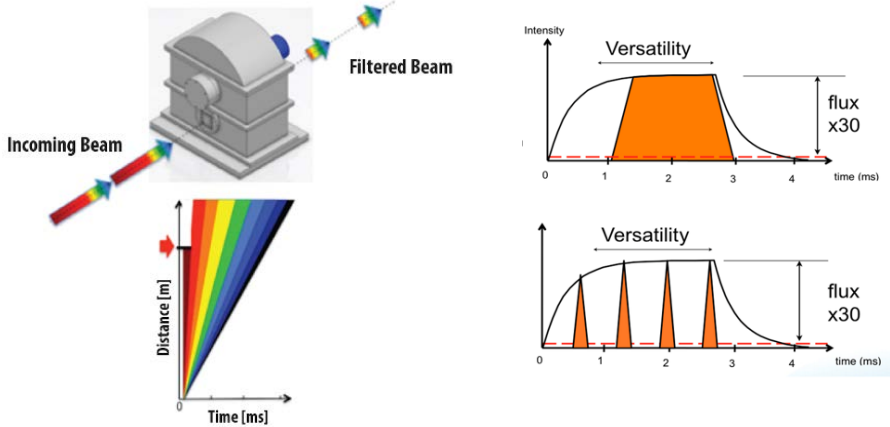 Incoming Beam
Filtered Beam
Distance [m]
0
Time [ms]
Intensity
Versatility
flux
x30
0
1
2
3
4
time (ms)
Versatility
flux
x30
0
1
2
3
4
time (ms)